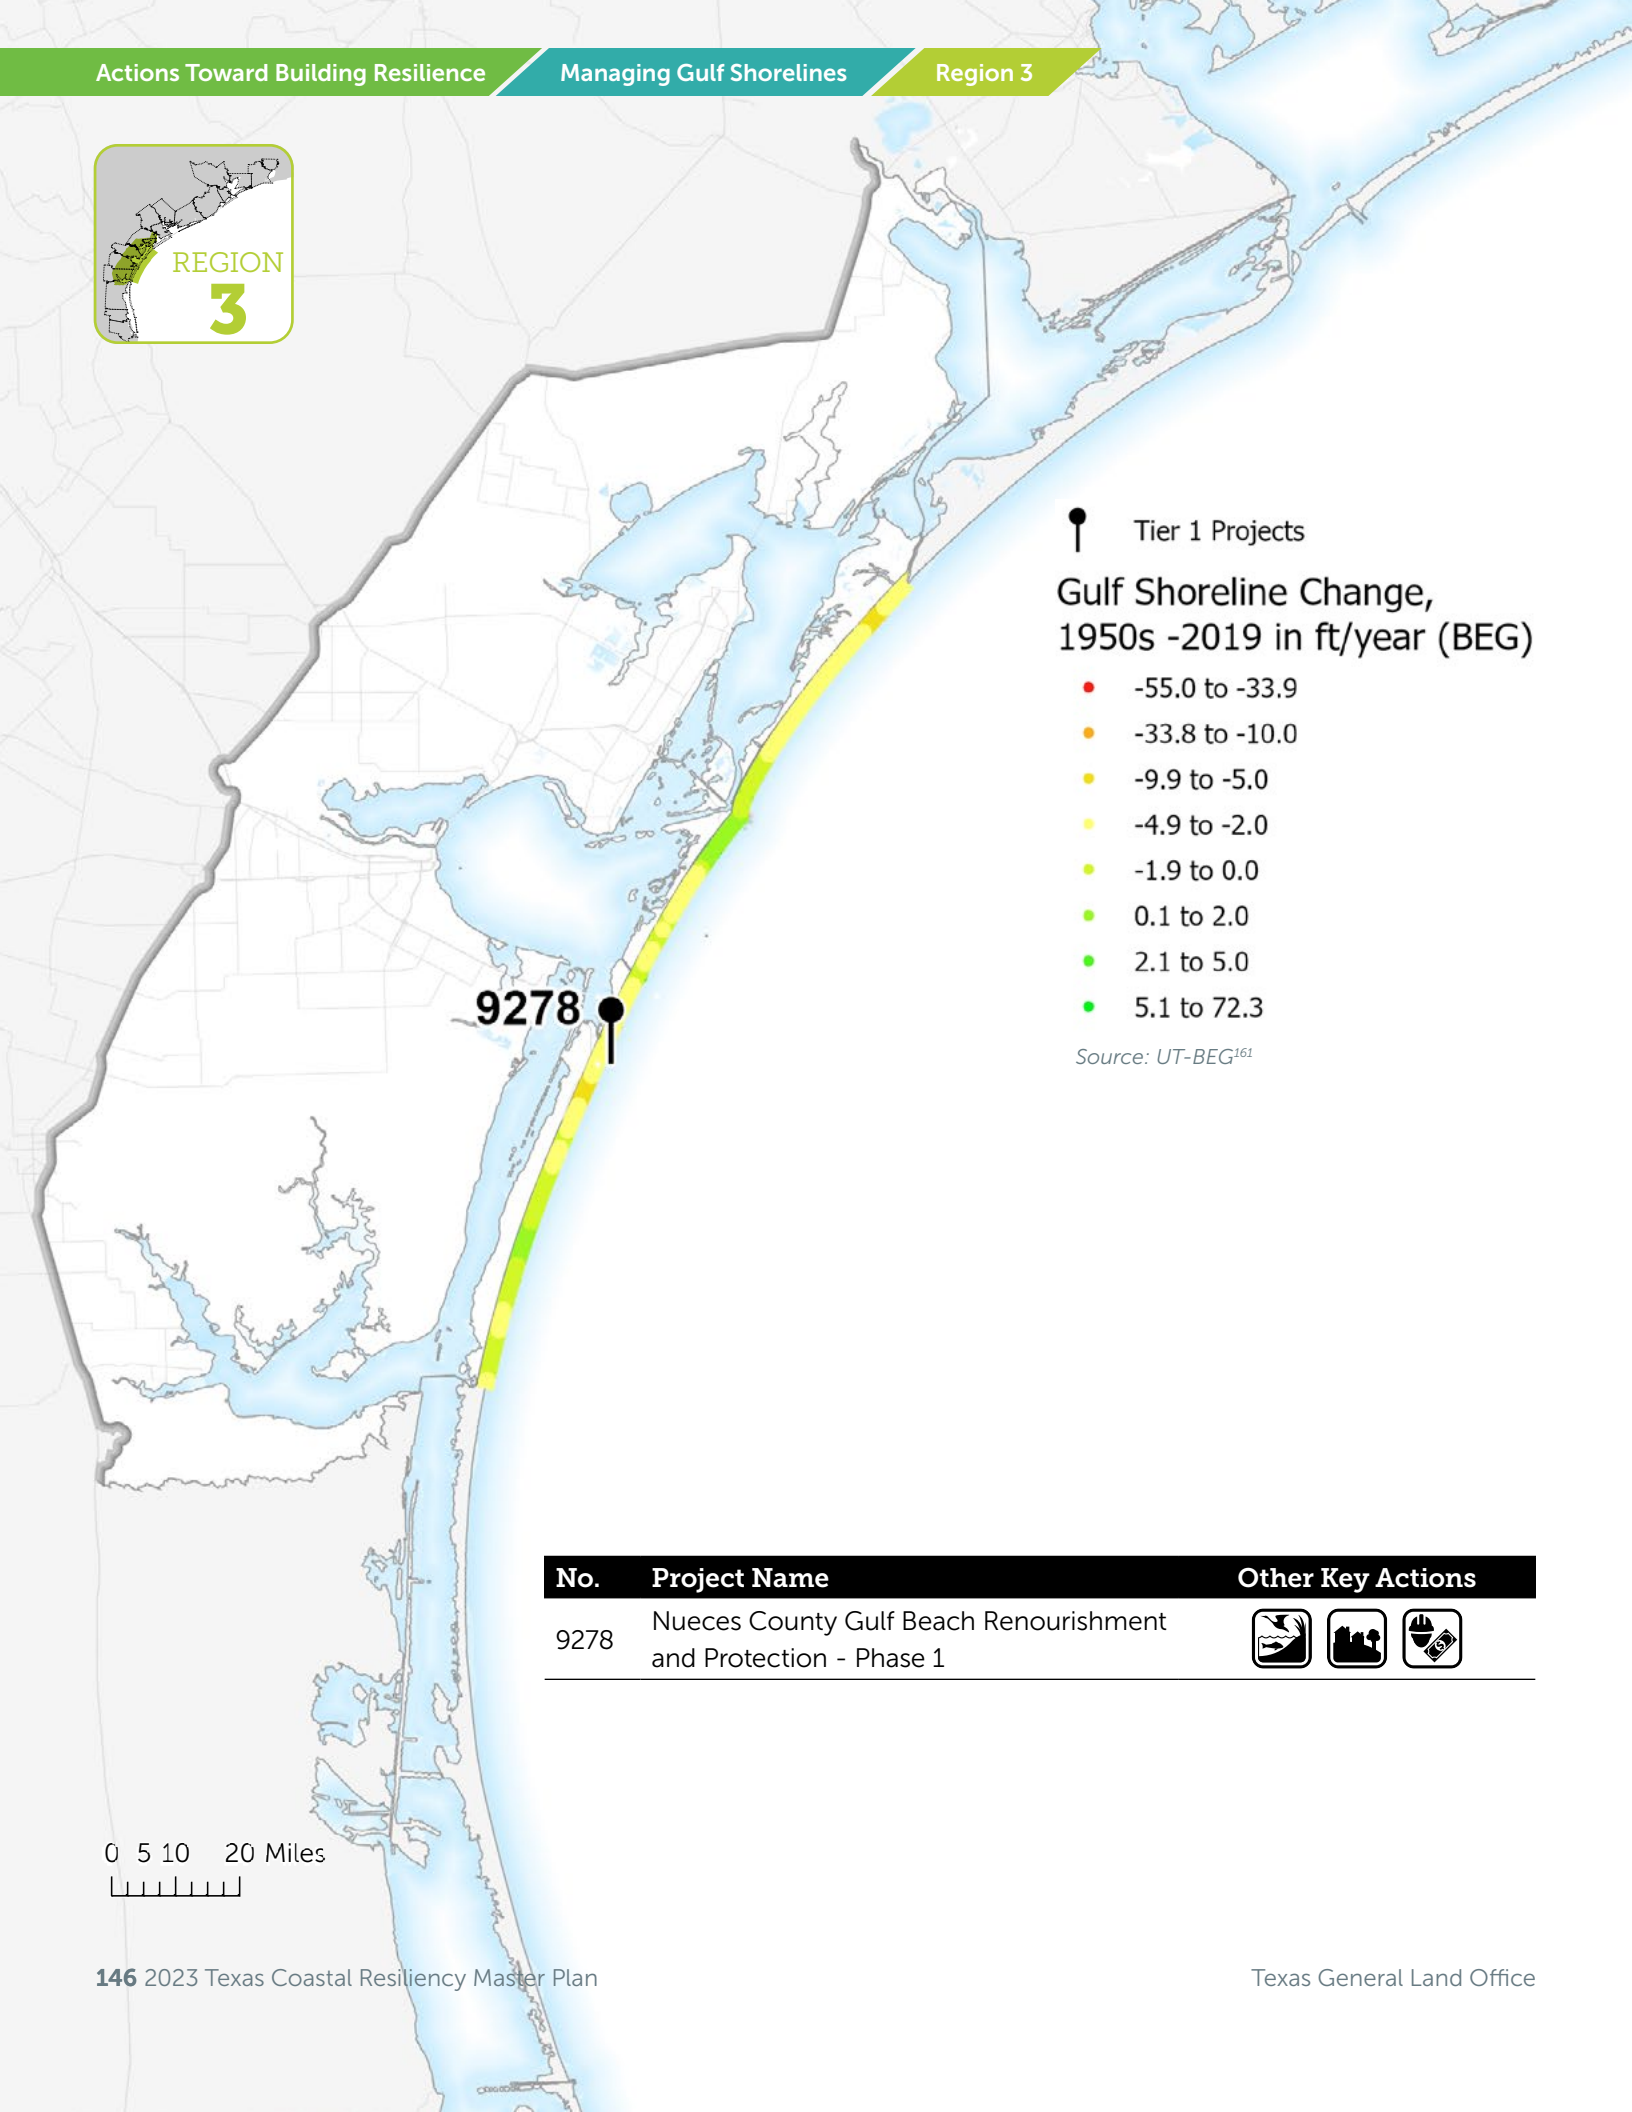 Actions Toward Building Resilience
Managing Gulf Shorelines
Region 3
REGION
3
Tier 1 Projects
Gulf Shoreline Change,
1950s -2019 in ft/year (BEG)
-55.0 to -33.9
-33.8 to -10.0
-9.9 to -5.0
-4.9 to -2.0
-1.9 to 0.0
0.1 to 2.0
2.1 to 5.0
5.1 to 72.3
Source: UT-BEG161
9278
No. Project Name Other Key Actions
9278 Nueces County Gulf Beach Renourishment
and Protection - Phase 1
0 5 10 20 Miles
146 2023 Texas Coastal Resiliency Master Plan
Texas General Land Office